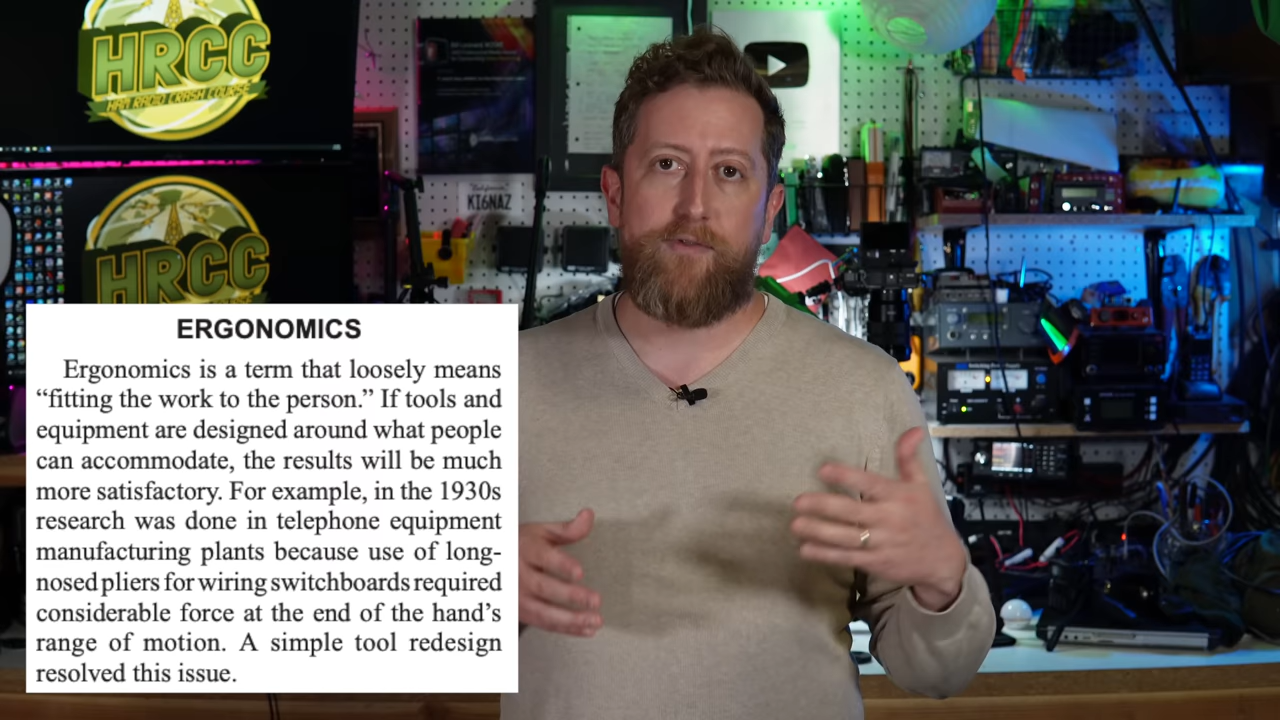 HRCC
HAM RADIO CRASH COURSE
HRCC
California
KI6NAZ
ERGONOMICS
Ergonomics is a term that loosely means
“fitting the work to the person.” If tools and
equipment are designed around what people
can accommodate, the results will be much
more satisfactory. For example, in the 1930s
research was done in telephone equipment
manufacturing plants because use of long-
nosed pliers for wiring switchboards required
considerable force at the end of the hand’s
range of motion. A simple tool redesign
resolved this issue.